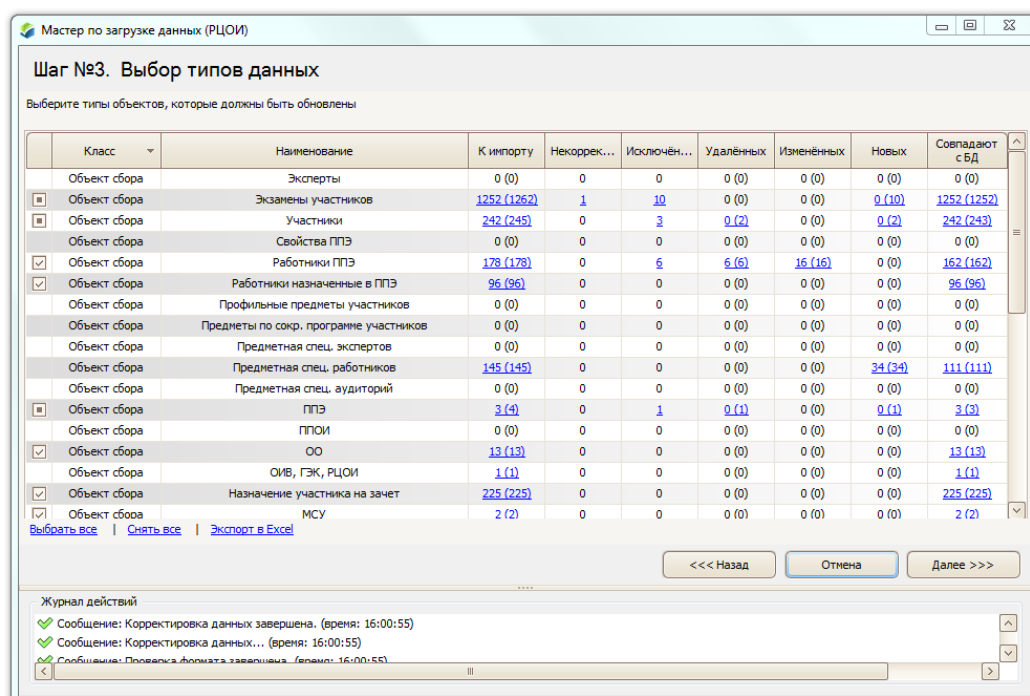 Мастер по загрузке данных (РЦОИ)
Шаг №3. Выбор типов данных
Выберите типы объектов, которые должны быть обновлены
Класс Наименование К импорту Некоррек... Исключён... Удалённых Изменённых Новых Совпадают с БД
Объект сбора Эксперты 0 (0) 0 0 0 (0) 0 (0) 0 (0) 0 (0)
Объект сбора Экзамены участников 1252 (1262) 1 10 0 (0) 0 (0) 0 (10) 1252 (1252)
Объект сбора Участники 242 (245) 0 3 0 (2) 0 (0) 0 (2) 242 (243)
Объект сбора Свойства ППЭ 0 (0) 0 0 0 (0) 0 (0) 0 (0) 0 (0)
Объект сбора Работники ППЭ 178 (178) 0 6 6 (6) 16 (16) 0 (0) 162 (162)
Объект сбора Работники назначенные в ППЭ 96 (96) 0 0 0 (0) 0 (0) 0 (0) 96 (96)
Объект сбора Профильные предметы участников 0 (0) 0 0 0 (0) 0 (0) 0 (0) 0 (0)
Объект сбора Предметы по сокр. программе участников 0 (0) 0 0 0 (0) 0 (0) 0 (0) 0 (0)
Объект сбора Предметная спец. экспертов 0 (0) 0 0 0 (0) 0 (0) 0 (0) 0 (0)
Объект сбора Предметная спец. работников 145 (145) 0 0 0 (0) 0 (0) 34 (34) 111 (111)
Объект сбора Предметная спец. аудиторий 0 (0) 0 0 0 (0) 0 (0) 0 (0) 0 (0)
Объект сбора ППЭ 3 (4) 0 1 0 (1) 0 (0) 0 (1) 3 (3)
Объект сбора ППОИ 0 (0) 0 0 0 (0) 0 (0) 0 (0) 0 (0)
Объект сбора ОО 13 (13) 0 0 0 (0) 0 (0) 0 (0) 13 (13)
Объект сбора ОИВ, ГЭК, РЦОИ 1 (1) 0 0 0 (0) 0 (0) 0 (0) 1 (1)
Объект сбора Назначение участника на зачет 225 (225) 0 0 0 (0) 0 (0) 0 (0) 225 (225)
Объект сбора МСУ 2 (2) 0 0 0 (0) 0 (0) 0 (0) 2 (2)
Выбрать все | Снять все | Экспорт в Excel
<<< Назад Отмена Далее >>>
Журнал действий
Сообщение: Корректировка данных завершена. (время: 16:00:55)
Сообщение: Корректировка данных... (время: 16:00:55)
Сообщение: Проверка формата завершена. (время: 16:00:55)